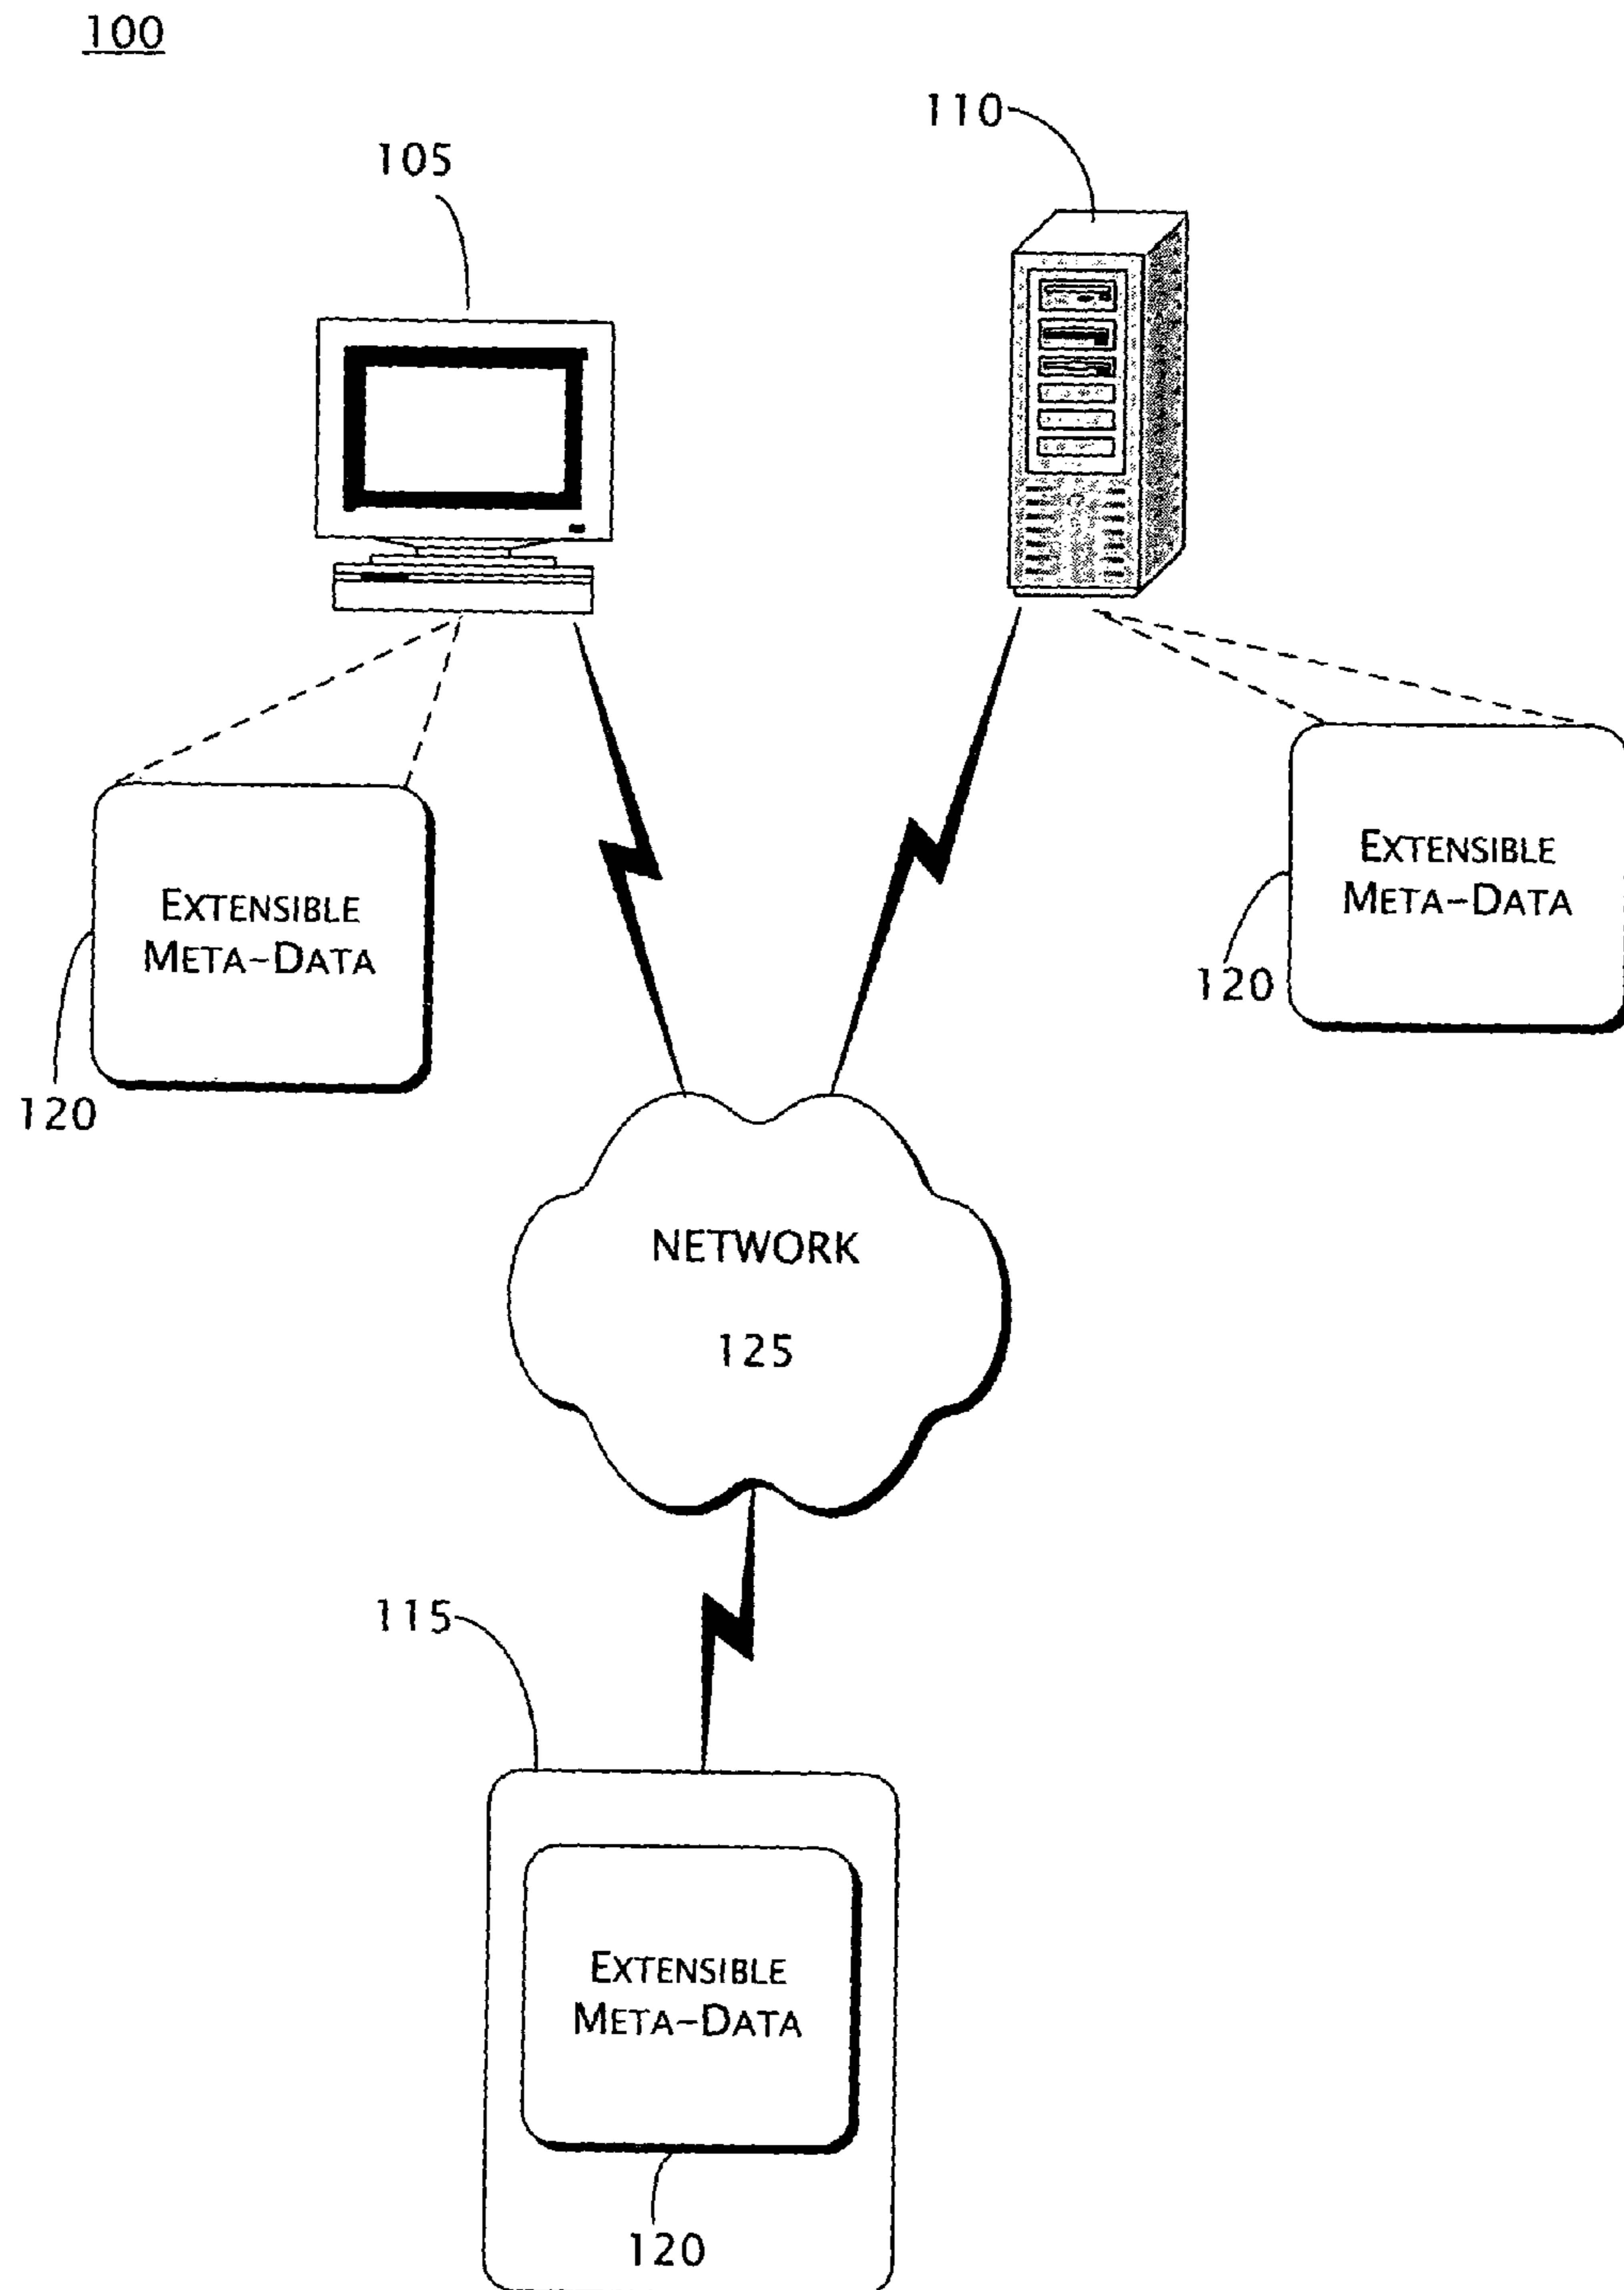 100
110
105
EXTENSIBLE
META-DATA
120
EXTENSIBLE
META-DATA
120
NETWORK
125
115
EXTENSIBLE
META-DATA
120